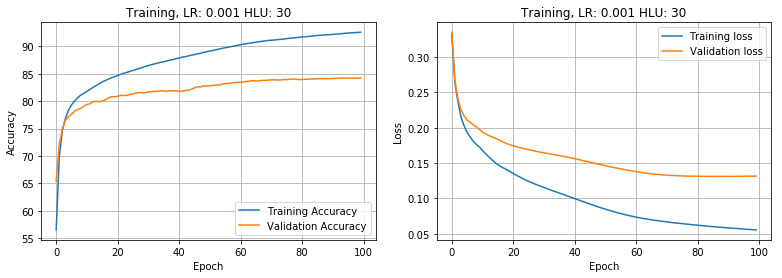 Training, LR: 0.001 HLU: 30
90
85
80
75
70
65
60
55
Accuracy
0
20
40
60
80
100
Epoch
Training Accuracy
Validation Accuracy
Training, LR: 0.001 HLU: 30
0.30
0.25
0.20
0.15
0.10
0.05
Loss
0
20
40
60
80
100
Epoch
Training loss
Validation loss